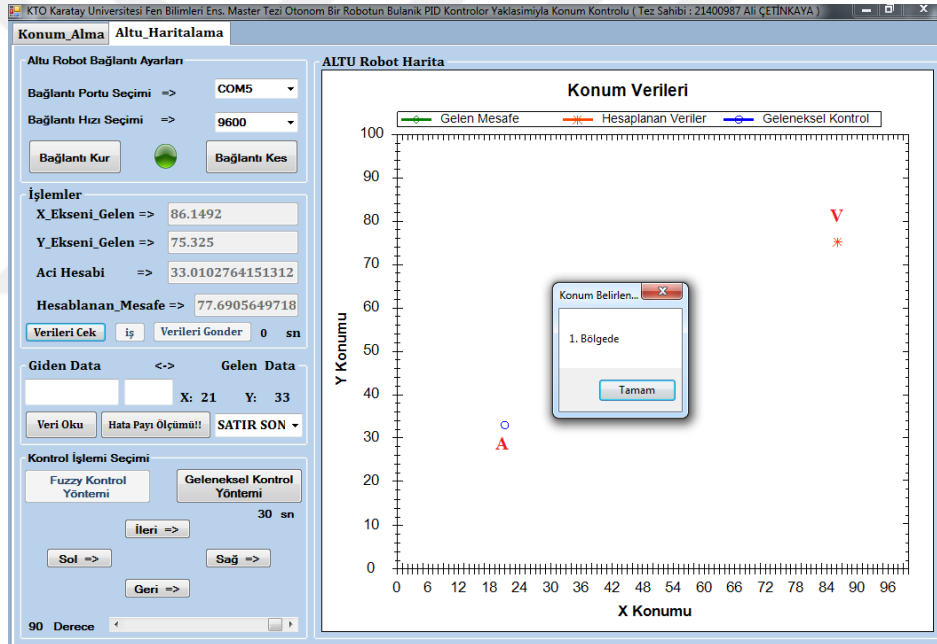 KTO Karatay Universitesi Fen Bilimleri Ens. Master Tezi Otonom Bir Robotun Bulanik PID Kontrolor Yaklasimiyla Konum Kontrolu ( Tez Sahibi : 21400987 Ali ÇETİNKAYA )
Konum_Alma Altu_Haritalama
Altu Robot Bağlantı Ayarları
Bağlantı Portu Seçimi => COM5
Bağlantı Hızı Seçimi => 9600
Bağlantı Kur Bağlantı Kes
İşlemler
X_Ekseni_Gelen => 86.1492
Y_Ekseni_Gelen => 75.325
Aci Hesabi => 33.0102764151312
Hesablanan_Mesafe => 77.6905649718
Verileri Cek iş Verileri Gonder 0 sn
Giden Data <-> Gelen Data
X: 21 Y: 33
Veri Oku Hata Payı Ölçümü!! SATIR SON
Kontrol İşlemi Seçimi
Fuzzy Kontrol Yöntemi
Geleneksel Kontrol Yöntemi
30 sn
İleri =>
Sol => Sağ =>
Geri =>
90 Derece
ALTU Robot Harita
Konum Verileri
Gelen Mesafe Hesaplanan Veriler Geleneksel Kontrol
100
90
80
70
60
50
40
30
20
10
0
Y Konumu
V
A
Konum Belirlen...
1. Bölgede
Tamam
0 6 12 18 24 30 36 42 48 54 60 66 72 78 84 90 96
X Konumu